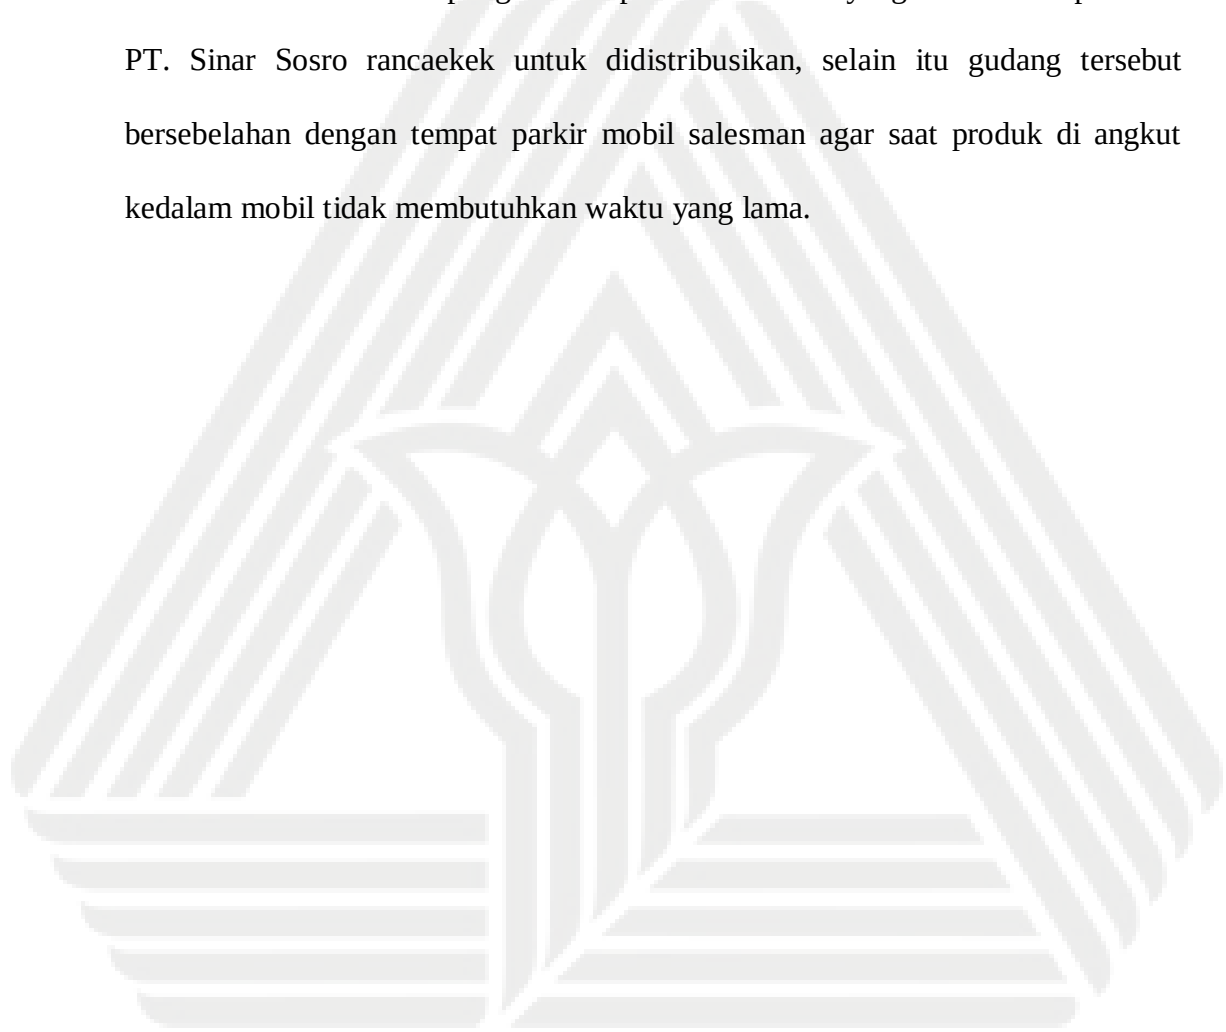 PT. Sinar Sosro rancaekek untuk didistribusikan, selain itu gudang tersebut
bersebelahan dengan tempat parkir mobil salesman agar saat produk di angkut
kedalam mobil tidak membutuhkan waktu yang lama.